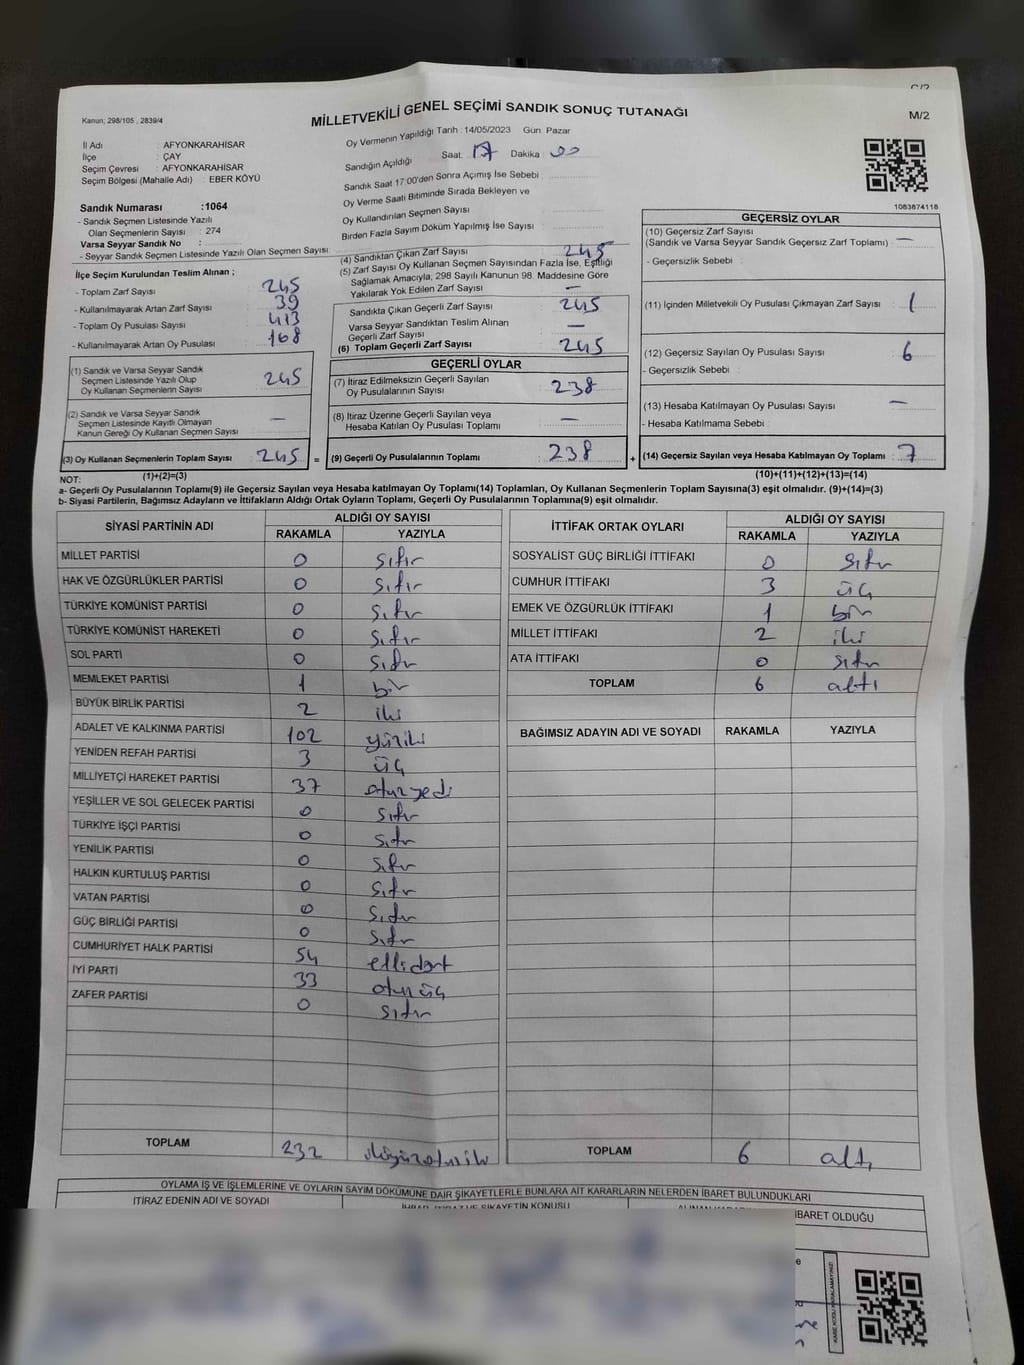 C/2
Kanun; 298/105 , 2839/4
MİLLETVEKİLİ GENEL SEÇİMİ SANDIK SONUÇ TUTANAĞI
M/2
İl Adı : AFYONKARAHİSAR
İlçe : ÇAY
Seçim Çevresi : AFYONKARAHİSAR
Seçim Bölgesi (Mahalle Adı) : EBER KÖYÜ
Sandık Numarası :1064
- Sandık Seçmen Listesinde Yazılı
Olan Seçmenlerin Sayısı : 274
Varsa Seyyar Sandık No :
- Seyyar Sandık Seçmen Listesinde Yazılı Olan Seçmen Sayısı:
İlçe Seçim Kurulundan Teslim Alınan ;
- Toplam Zarf Sayısı 245
- Kullanılmayarak Artan Zarf Sayısı 39
- Toplam Oy Pusulası Sayısı 413
- Kullanılmayarak Artan Oy Pusulası 168
(1) Sandık ve Varsa Seyyar Sandık
Seçmen Listesinde Yazılı Olup
Oy Kullanan Seçmenlerin Sayısı 245
(2) Sandık ve Varsa Seyyar Sandık
Seçmen Listesinde Kayıtlı Olmayan
Kanun Gereği Oy Kullanan Seçmen Sayısı —
(3) Oy Kullanan Seçmenlerin Toplam Sayısı 245 =
(1)+(2)=(3)
Oy Vermenin Yapıldığı Tarih : 14/05/2023 Gün: Pazar
Sandığın Açıldığı Saat: 17 Dakika: 00
Sandık Saat 17:00'den Sonra Açımış İse Sebebi :
Oy Verme Saati Bitiminde Sırada Bekleyen ve
Oy Kullandırılan Seçmen Sayısı :
Birden Fazla Sayım Döküm Yapılmış İse Sayısı :
(4) Sandıktan Çıkan Zarf Sayısı 245
(5) Zarf Sayısı Oy Kullanan Seçmen Sayısından Fazla İse, Eşitliği
Sağlamak Amacıyla, 298 Sayılı Kanunun 98. Maddesine Göre
Yakılarak Yok Edilen Zarf Sayısı —
Sandıkta Çıkan Geçerli Zarf Sayısı 245
Varsa Seyyar Sandıktan Teslim Alınan
Geçerli Zarf Sayısı —
(6) Toplam Geçerli Zarf Sayısı 245
GEÇERLİ OYLAR
(7) İtiraz Edilmeksizin Geçerli Sayılan
Oy Pusulalarının Sayısı 238
(8) İtiraz Üzerine Geçerli Sayılan veya
Hesaba Katılan Oy Pusulası Toplamı —
(9) Geçerli Oy Pusulalarının Toplamı 238 +
1083874118
GEÇERSİZ OYLAR
(10) Geçersiz Zarf Sayısı
(Sandık ve Varsa Seyyar Sandık Geçersiz Zarf Toplamı) —
- Geçersizlik Sebebi :
(11) İçinden Milletvekili Oy Pusulası Çıkmayan Zarf Sayısı 1
(12) Geçersiz Sayılan Oy Pusulası Sayısı 6
- Geçersizlik Sebebi :
(13) Hesaba Katılmayan Oy Pusulası Sayısı —
- Hesaba Katılmama Sebebi :
(14) Geçersiz Sayılan veya Hesaba Katılmayan Oy Toplamı 7
(10)+(11)+(12)+(13)=(14)
NOT:
a- Geçerli Oy Pusulalarının Toplamı(9) ile Geçersiz Sayılan veya Hesaba katılmayan Oy Toplamı(14) Toplamları, Oy Kullanan Seçmenlerin Toplam Sayısına(3) eşit olmalıdır. (9)+(14)=(3)
b- Siyasi Partilerin, Bağımsız Adayların ve İttifakların Aldığı Ortak Oyların Toplamı, Geçerli Oy Pusulalarının Toplamına(9) eşit olmalıdır.
SİYASİ PARTİNİN ADI ALDIĞI OY SAYISI
RAKAMLA YAZIYLA
MİLLET PARTİSİ 0 sıfır
HAK VE ÖZGÜRLÜKLER PARTİSİ 0 sıfır
TÜRKİYE KOMÜNİST PARTİSİ 0 sıfır
TÜRKİYE KOMÜNİST HAREKETİ 0 sıfır
SOL PARTİ 0 sıfır
MEMLEKET PARTİSİ 1 bir
BÜYÜK BİRLİK PARTİSİ 2 iki
ADALET VE KALKINMA PARTİSİ 102 yüziki
YENİDEN REFAH PARTİSİ 3 üç
MİLLİYETÇİ HAREKET PARTİSİ 37 otuzyedi
YEŞİLLER VE SOL GELECEK PARTİSİ 0 sıfır
TÜRKİYE İŞÇİ PARTİSİ 0 sıfır
YENİLİK PARTİSİ 0 sıfır
HALKIN KURTULUŞ PARTİSİ 0 sıfır
VATAN PARTİSİ 0 sıfır
GÜÇ BİRLİĞİ PARTİSİ 0 sıfır
CUMHURİYET HALK PARTİSİ 54 ellidört
İYİ PARTİ 33 otuzüç
ZAFER PARTİSİ 0 sıfır
TOPLAM 232 ikiyüzotuziki
İTTİFAK ORTAK OYLARI ALDIĞI OY SAYISI
RAKAMLA YAZIYLA
SOSYALİST GÜÇ BİRLİĞİ İTTİFAKI 0 sıfır
CUMHUR İTTİFAKI 3 üç
EMEK VE ÖZGÜRLÜK İTTİFAKI 1 bir
MİLLET İTTİFAKI 2 iki
ATA İTTİFAKI 0 sıfır
TOPLAM 6 altı
BAĞIMSIZ ADAYIN ADI VE SOYADI RAKAMLA YAZIYLA
TOPLAM 6 altı
OYLAMA İŞ VE İŞLEMLERİNE VE OYLARIN SAYIM DÖKÜMÜNE DAİR ŞİKAYETLERLE BUNLARA AİT KARARLARIN NELERDEN İBARET BULUNDUKLARI
İTİRAZ EDENİN ADI VE SOYADI
İHBAR, İTİRAZ VE ŞİKAYETİN KONUSU
İBARET OLDUĞU
KARE KODU KARALAMAYINIZ!